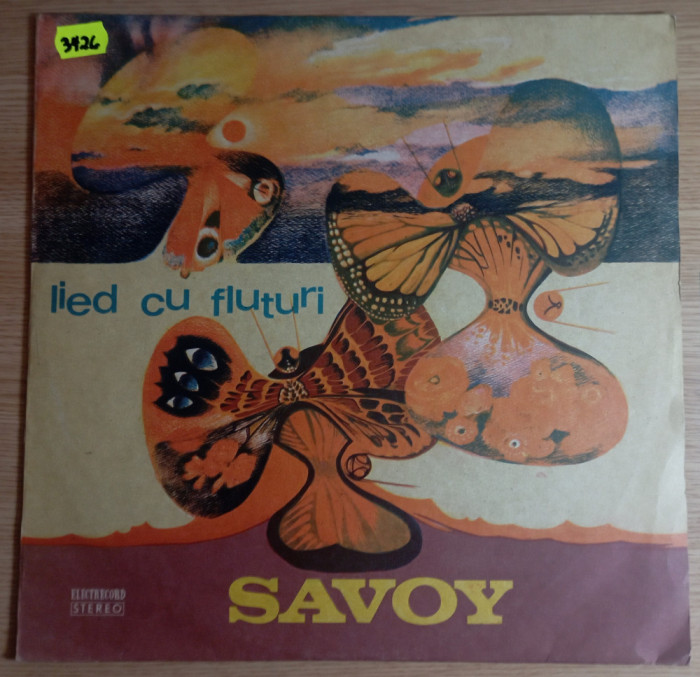 3426
lied cu fluturi
SAVOY
ELECTRECORD
STEREO